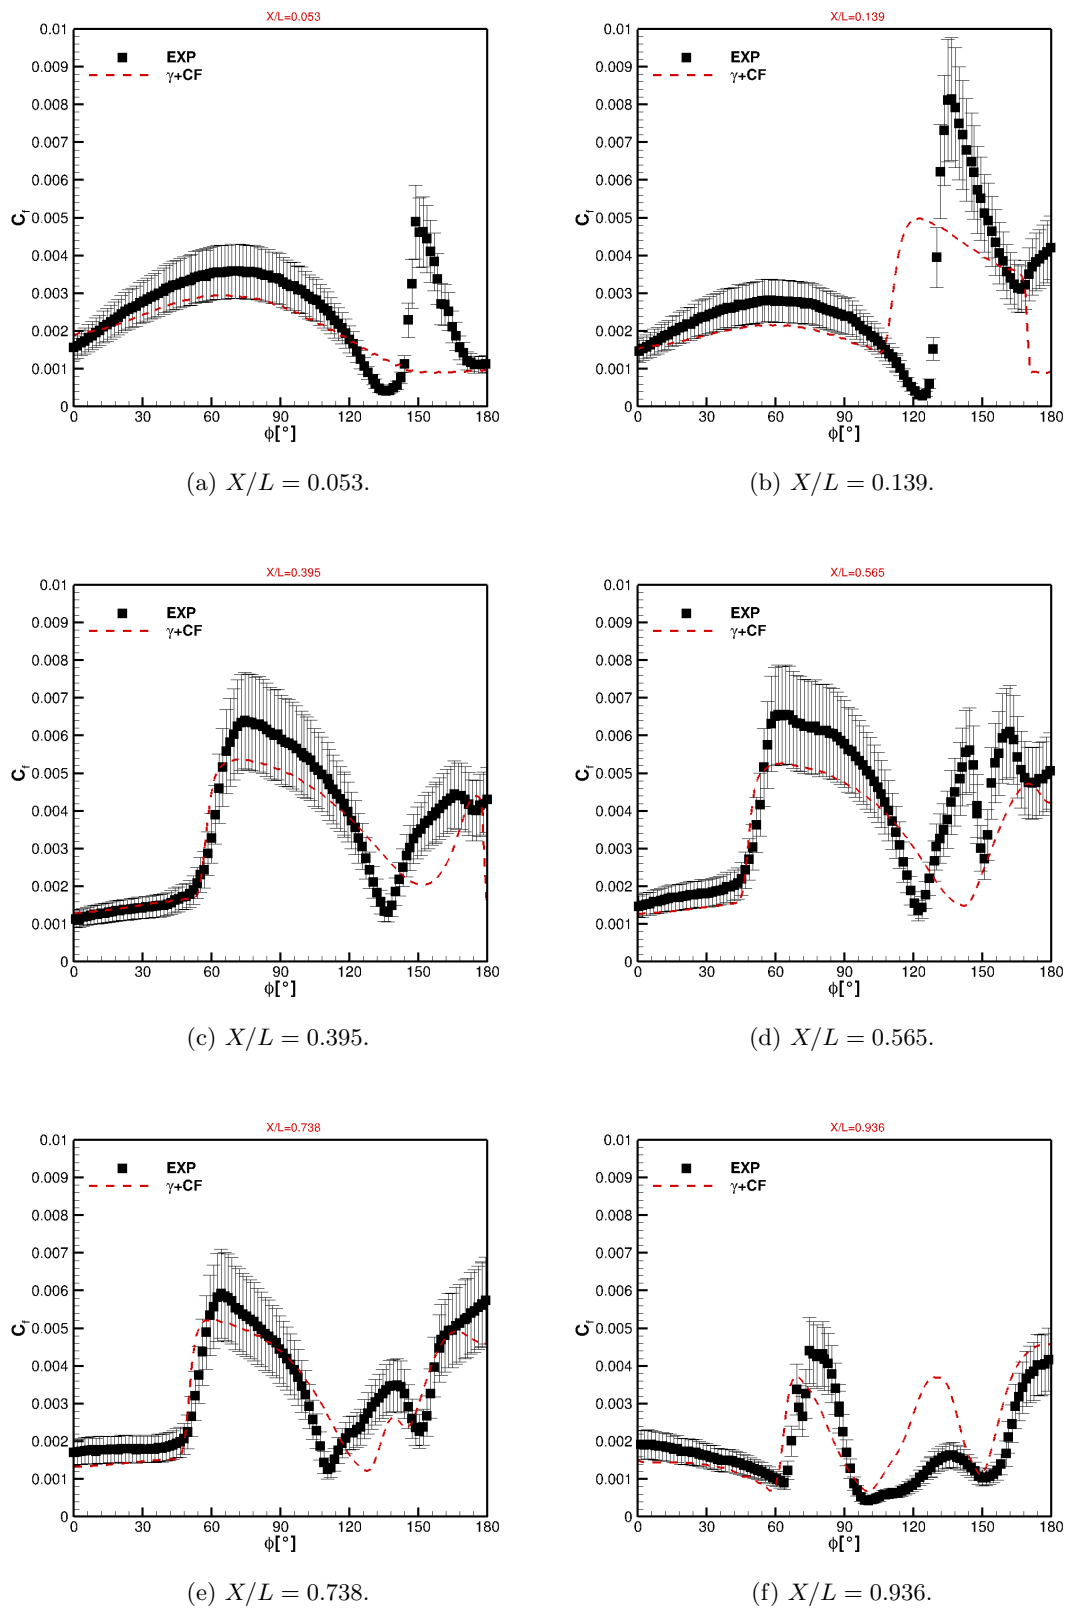 X/L=0.053
0.01
0.009
0.008
0.007
0.006
0.005
0.004
0.003
0.002
0.001
0
Cf
EXP
γ+CF
0 30 60 90 120 150 180
ϕ[°]
(a) X/L = 0.053.
X/L=0.139
0.01
0.009
0.008
0.007
0.006
0.005
0.004
0.003
0.002
0.001
0
Cf
EXP
γ+CF
0 30 60 90 120 150 180
ϕ[°]
(b) X/L = 0.139.
X/L=0.395
0.01
0.009
0.008
0.007
0.006
0.005
0.004
0.003
0.002
0.001
0
Cf
EXP
γ+CF
0 30 60 90 120 150 180
ϕ[°]
(c) X/L = 0.395.
X/L=0.565
0.01
0.009
0.008
0.007
0.006
0.005
0.004
0.003
0.002
0.001
0
Cf
EXP
γ+CF
0 30 60 90 120 150 180
ϕ[°]
(d) X/L = 0.565.
X/L=0.738
0.01
0.009
0.008
0.007
0.006
0.005
0.004
0.003
0.002
0.001
0
Cf
EXP
γ+CF
0 30 60 90 120 150 180
ϕ[°]
(e) X/L = 0.738.
X/L=0.936
0.01
0.009
0.008
0.007
0.006
0.005
0.004
0.003
0.002
0.001
0
Cf
EXP
γ+CF
0 30 60 90 120 150 180
ϕ[°]
(f) X/L = 0.936.